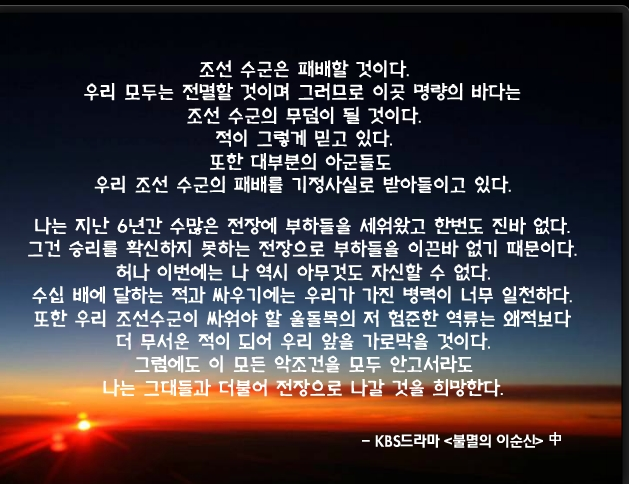 조선 수군은 패배할 것이다.
우리 모두는 전멸할 것이며 그러므로 이곳 명량의 바다는
조선 수군의 무덤이 될 것이다.
적이 그렇게 믿고 있다.
또한 대부분의 아군들도
우리 조선 수군의 패배를 기정사실로 받아들이고 있다.
나는 지난 6년간 수많은 전장에 부하들을 세워왔고 한번도 진바 없다.
그건 승리를 확신하지 못하는 전장으로 부하들을 이끈바 없기 때문이다.
허나 이번에는 나 역시 아무것도 자신할 수 없다.
수십 배에 달하는 적과 싸우기에는 우리가 가진 병력이 너무 일천하다.
또한 우리 조선수군이 싸워야 할 울돌목의 저 험준한 역류는 왜적보다
더 무서운 적이 되어 우리 앞을 가로막을 것이다.
그럼에도 이 모든 악조건을 모두 안고서라도
나는 그대들과 더불어 전장으로 나갈 것을 희망한다.
- KBS드라마 <불멸의 이순신> 中